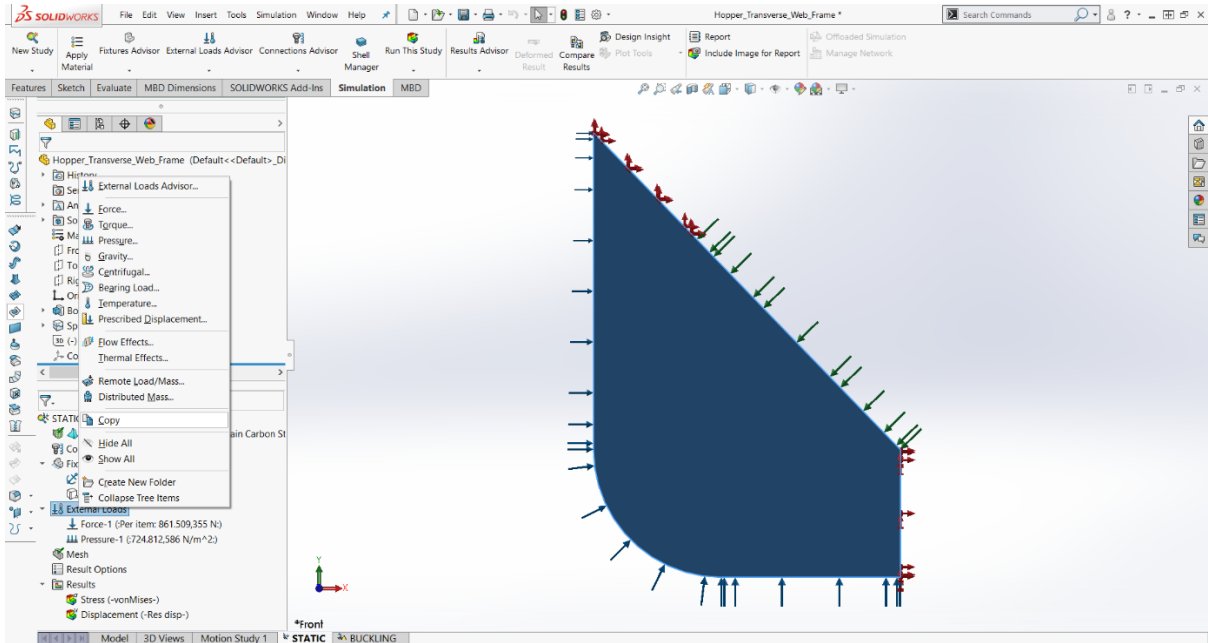 SOLIDWORKS File Edit View Insert Tools Simulation Window Help Hopper_Transverse_Web_Frame * Search Commands
New Study
Apply Material
Fixtures Advisor
External Loads Advisor
Connections Advisor
Shell Manager
Run This Study
Results Advisor
Deformed Result
Compare Results
Design Insight
Plot Tools
Report
Include Image for Report
Offloaded Simulation
Manage Network
Features Sketch Evaluate MBD Dimensions SOLIDWORKS Add-Ins Simulation MBD
Hopper_Transverse_Web_Frame (Default<<Default>_Di
External Loads Advisor...
Force...
Torque...
Pressure...
Gravity...
Centrifugal...
Bearing Load...
Temperature...
Prescribed Displacement...
Flow Effects...
Thermal Effects...
Remote Load/Mass...
Distributed Mass...
Copy
Hide All
Show All
Create New Folder
Collapse Tree Items
ain Carbon St
External Loads
Force-1 (:Per item: 861.509,355 N:)
Pressure-1 (:724.812,586 N/m^2:)
Mesh
Result Options
Results
Stress (-vonMises-)
Displacement (-Res disp-)
Y
X
*Front
Model 3D Views Motion Study 1 STATIC BUCKLING